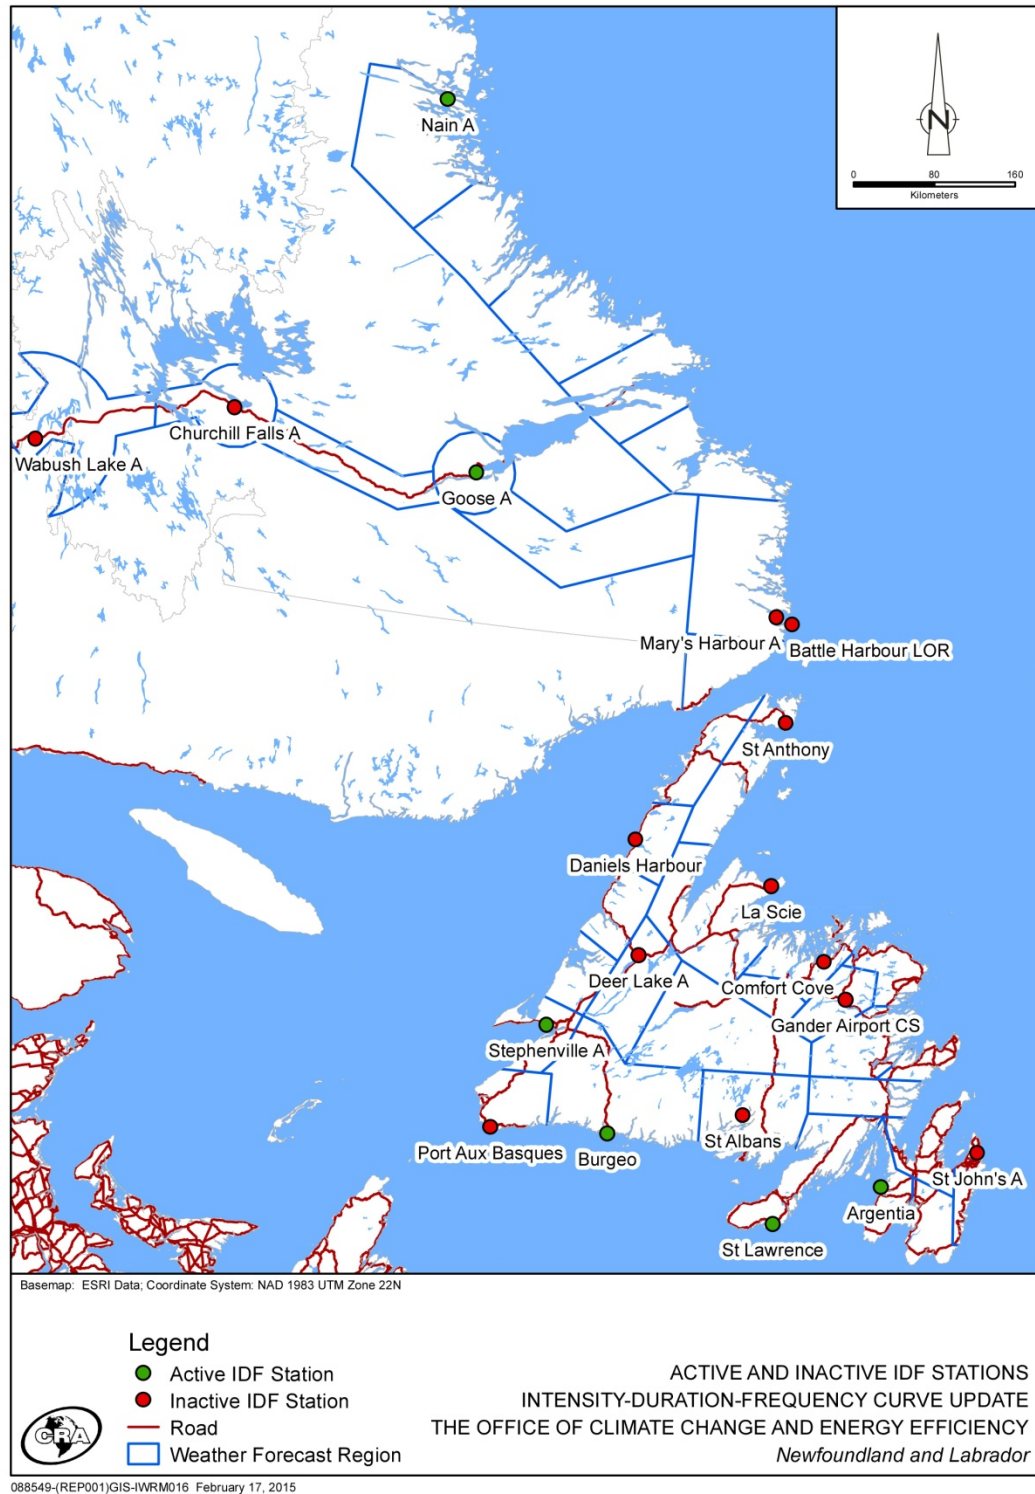 N
0 80 160
Kilometers
Nain A
Churchill Falls A
Wabush Lake A
Goose A
Mary's Harbour A
Battle Harbour LOR
St Anthony
Daniels Harbour
La Scie
Deer Lake A
Comfort Cove
Gander Airport CS
Stephenville A
St Albans
Port Aux Basques
Burgeo
St John's A
Argentia
St Lawrence
Basemap: ESRI Data; Coordinate System: NAD 1983 UTM Zone 22N
Legend
Active IDF Station
Inactive IDF Station
Road
Weather Forecast Region
CRA
ACTIVE AND INACTIVE IDF STATIONS
INTENSITY-DURATION-FREQUENCY CURVE UPDATE
THE OFFICE OF CLIMATE CHANGE AND ENERGY EFFICIENCY
Newfoundland and Labrador
088549-(REP001)GIS-IWRM016 February 17, 2015